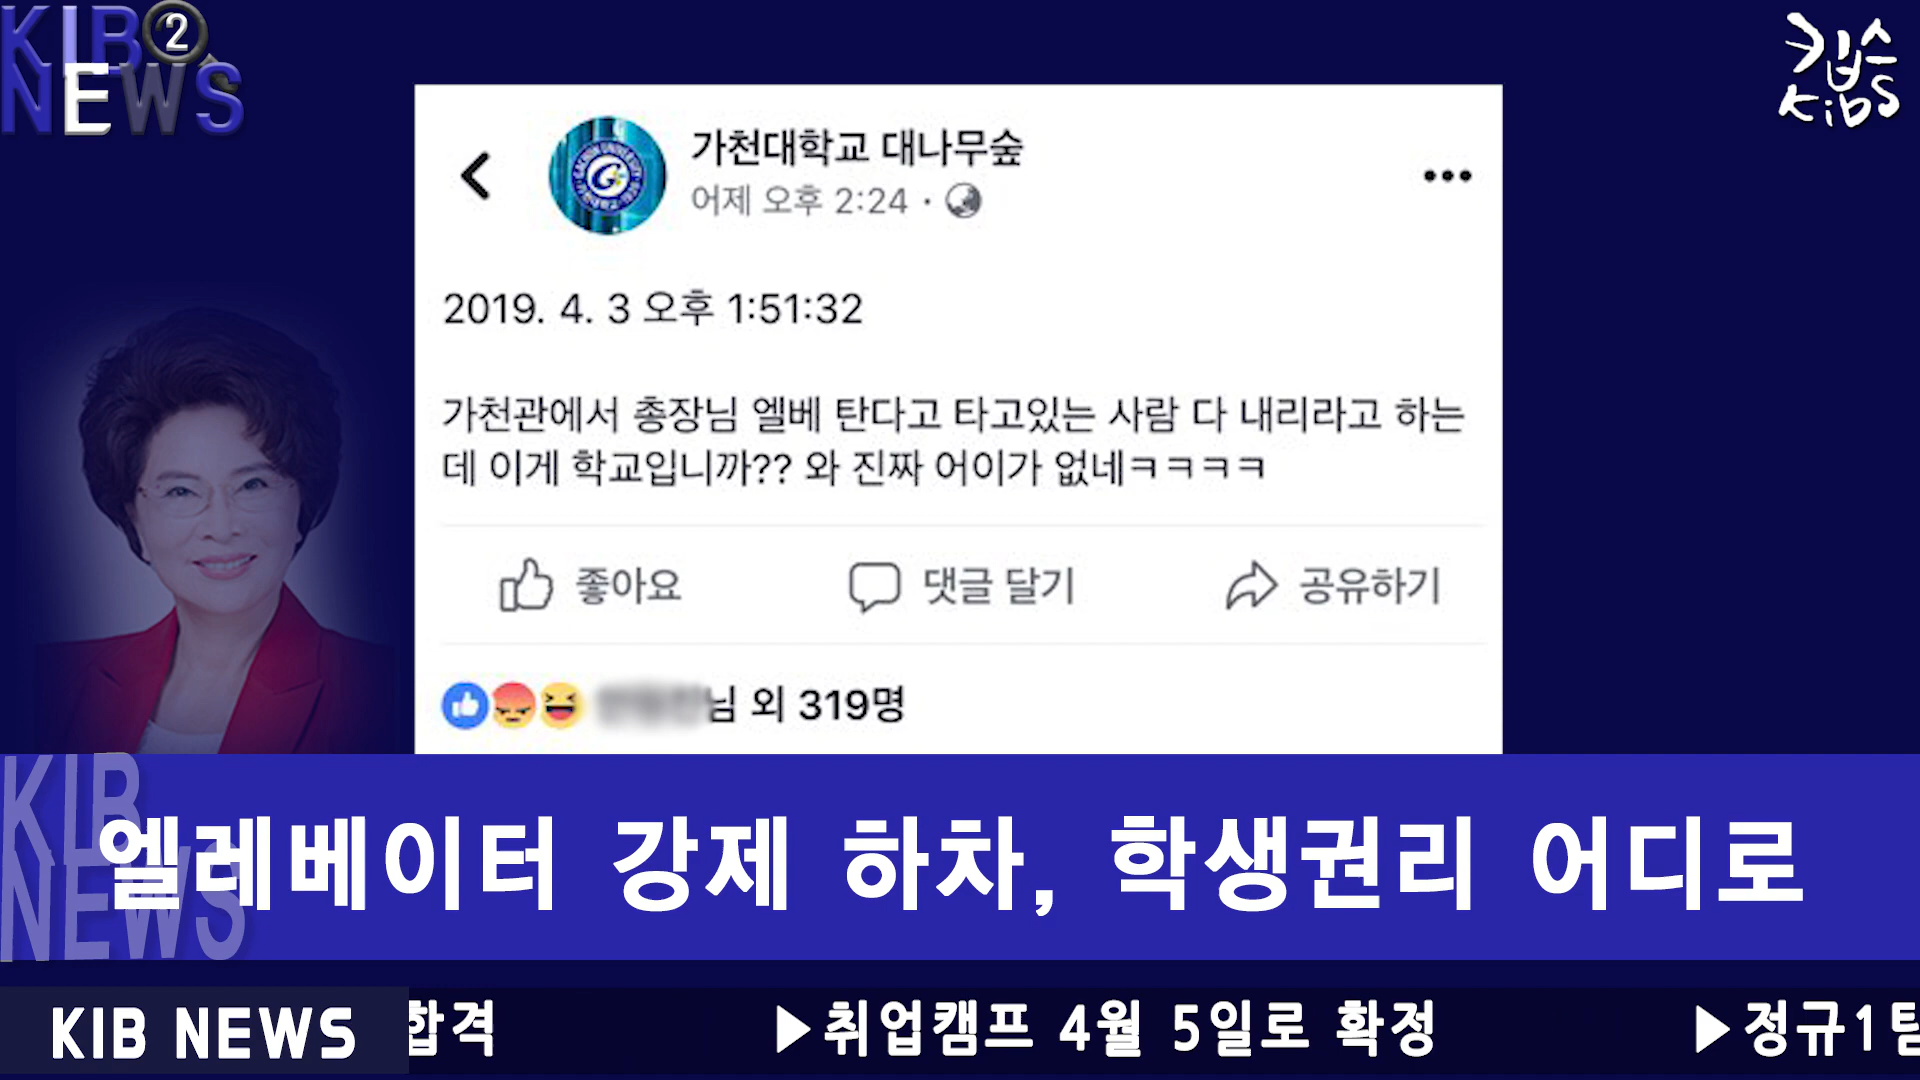 KIB②
NEWS
킵스
KiBS
가천대학교 대나무숲
어제 오후 2:24 ·
2019. 4. 3 오후 1:51:32
가천관에서 총장님 엘베 탄다고 타고있는 사람 다 내리라고 하는
데 이게 학교입니까?? 와 진짜 어이가 없네ㅋㅋㅋㅋ
좋아요 댓글 달기 공유하기
님 외 319명
KIB
NEWS
엘레베이터 강제 하차, 학생권리 어디로
KIB NEWS 합격 ▶취업캠프 4월 5일로 확정 ▶정규1팀